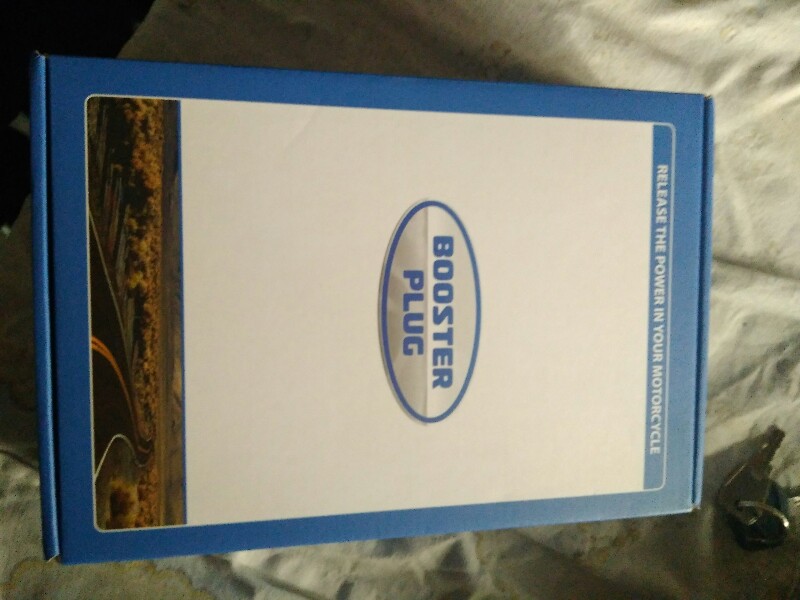 RELEASE THE POWER IN YOUR MOTORCYCLE
BOOSTER
PLUG